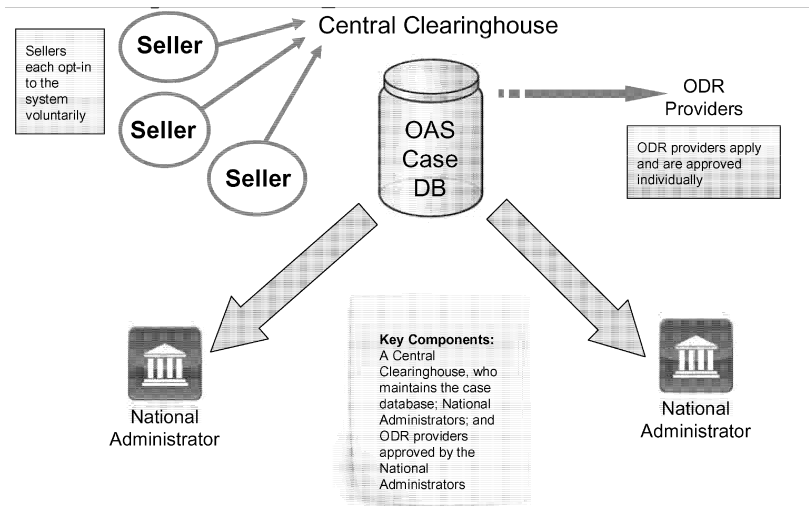 Central Clearinghouse
Sellers
each opt-in
to the
system
voluntarily
Seller
Seller
Seller
OAS
Case
DB
ODR
Providers
ODR providers apply
and are approved
individually
National
Administrator
Key Components:
A Central
Clearinghouse, who
maintains the case
database; National
Administrators; and
ODR providers
approved by the
National
Administrators
National
Administrator